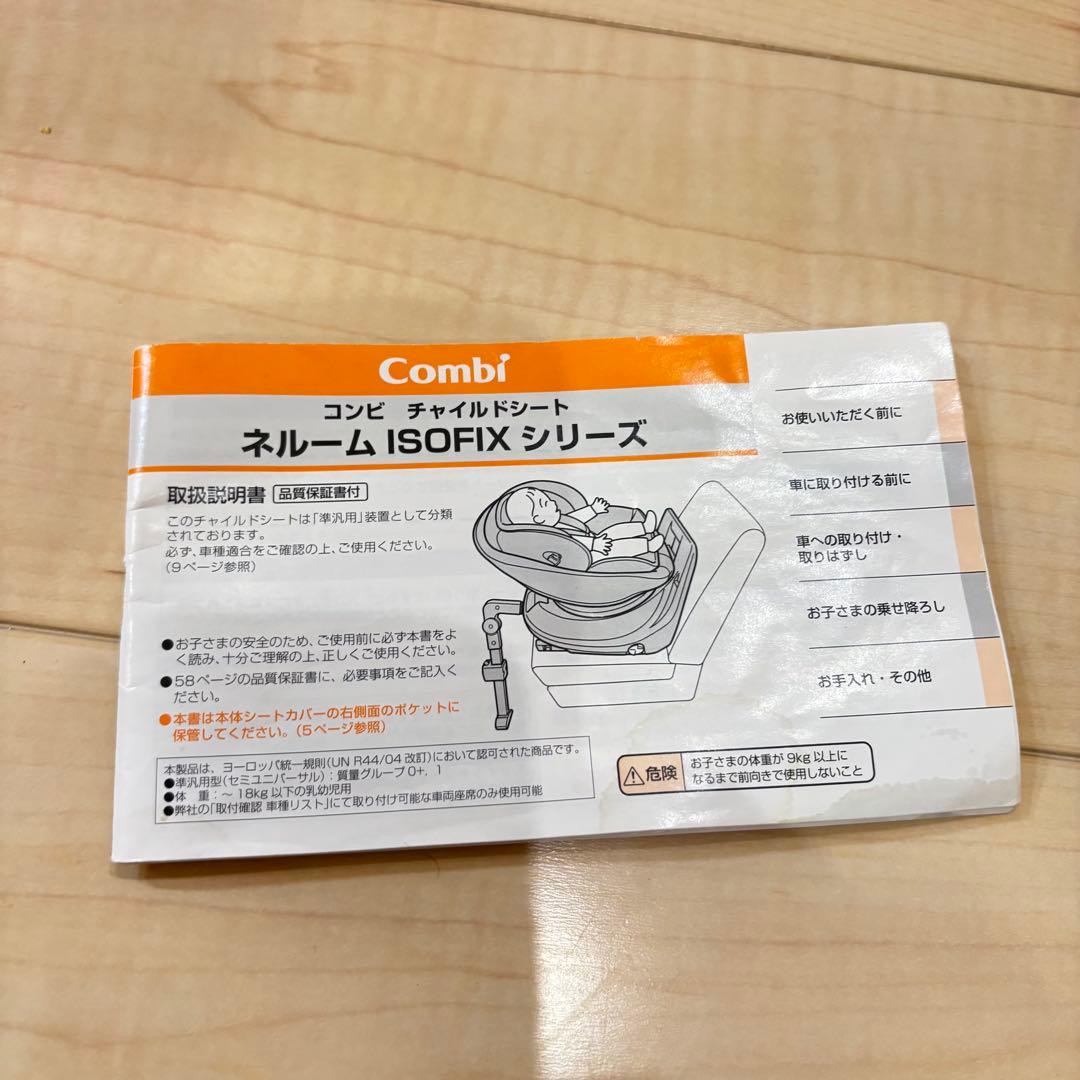 Combi
コンビ チャイルドシート
ネルーム ISOFIX シリーズ
取扱説明書 品質保証書付
このチャイルドシートは「準汎用」装置として分類
されております。
必ず、車種適合をご確認の上、ご使用ください。
(9ページ参照)
●お子さまの安全のため、ご使用前に必ず本書をよ
く読み、十分ご理解の上、正しくご使用ください。
●58ページの品質保証書に、必要事項をご記入く
ださい。
●本書は本体シートカバーの右側面のポケットに
保管してください。(5ページ参照)
本製品は、ヨーロッパ統一規則(UN R44/04 改訂)において認可された商品です。
●準汎用型(セミユニバーサル):質量グループ0+、1
●体 重:～18kg以下の乳幼児用
●弊社の「取付確認 車種リスト」にて取り付け可能な車両座席のみ使用可能
お使いいただく前に
車に取り付ける前に
車への取り付け・
取りはずし
お子さまの乗せ降ろし
お手入れ・その他
危険
お子さまの体重が9kg以上に
なるまで前向きで使用しないこと